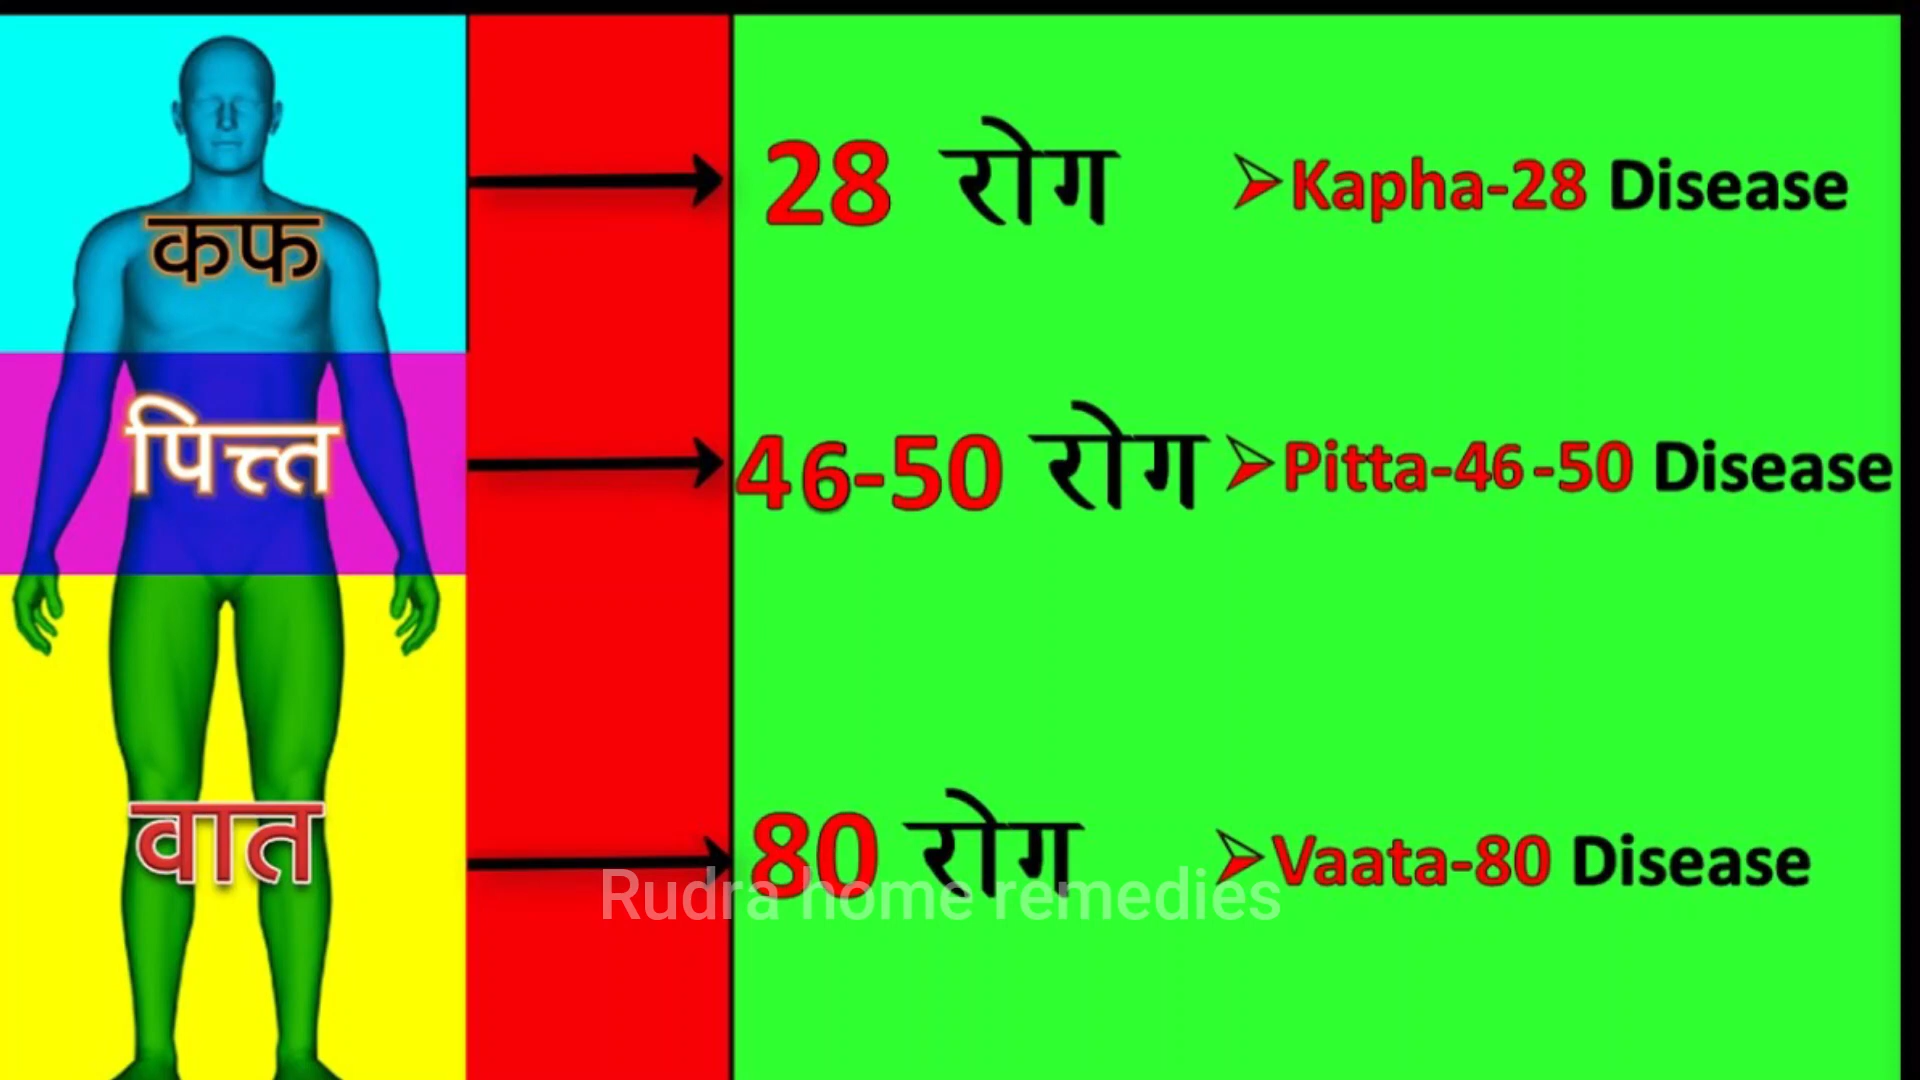 कफ
28 रोग ➢Kapha-28 Disease
पित्त
46-50 रोग ➢Pitta-46-50 Disease
वात
80 रोग ➢Vaata-80 Disease
Rudra home remedies